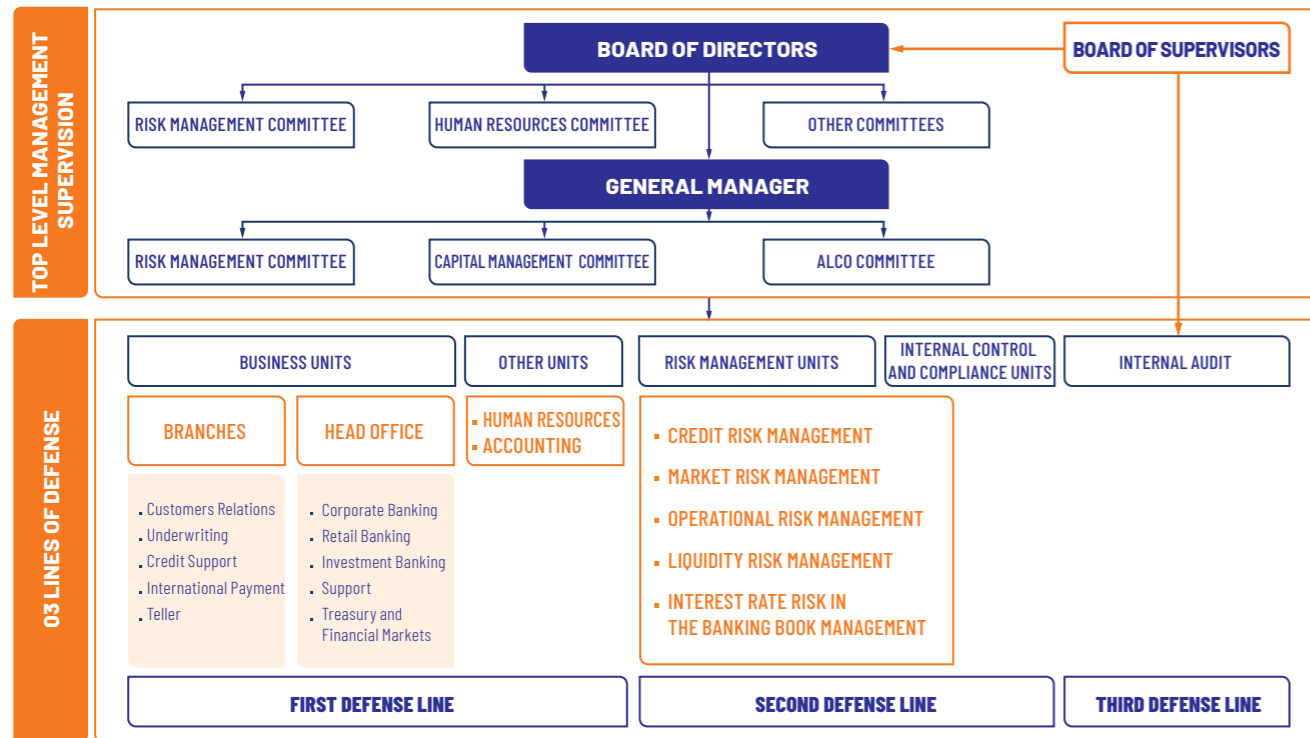 TOP LEVEL MANAGEMENT
SUPERVISION
BOARD OF DIRECTORS
BOARD OF SUPERVISORS
RISK MANAGEMENT COMMITTEE
HUMAN RESOURCES COMMITTEE
OTHER COMMITTEES
GENERAL MANAGER
RISK MANAGEMENT COMMITTEE
CAPITAL MANAGEMENT COMMITTEE
ALCO COMMITTEE
03 LINES OF DEFENSE
BUSINESS UNITS
OTHER UNITS
RISK MANAGEMENT UNITS
INTERNAL CONTROL
AND COMPLIANCE UNITS
INTERNAL AUDIT
BRANCHES
HEAD OFFICE
▪ HUMAN RESOURCES
▪ ACCOUNTING
. Customers Relations
. Underwriting
. Credit Support
. International Payment
. Teller
. Corporate Banking
. Retail Banking
. Investment Banking
. Support
. Treasury and
Financial Markets
▪ CREDIT RISK MANAGEMENT
▪ MARKET RISK MANAGEMENT
▪ OPERATIONAL RISK MANAGEMENT
▪ LIQUIDITY RISK MANAGEMENT
▪ INTEREST RATE RISK IN
THE BANKING BOOK MANAGEMENT
FIRST DEFENSE LINE
SECOND DEFENSE LINE
THIRD DEFENSE LINE